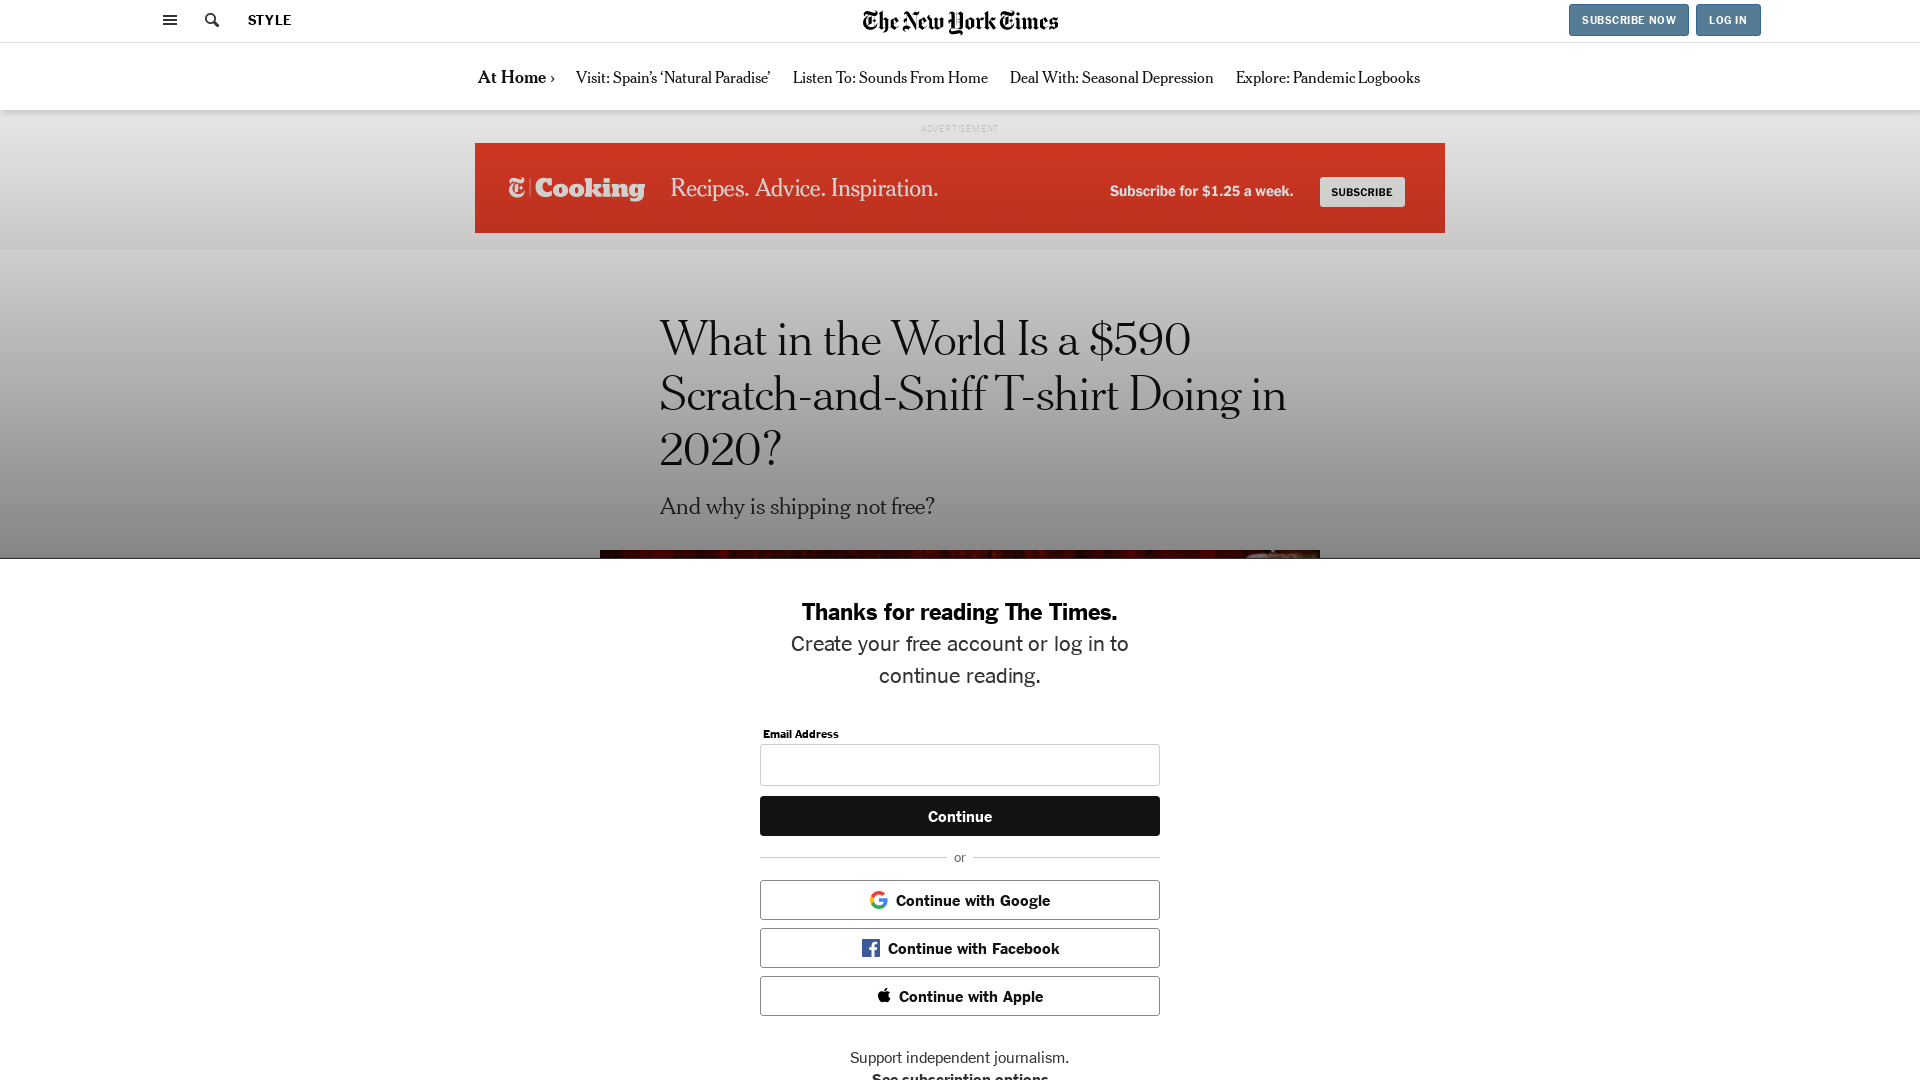 STYLE
The New York Times
SUBSCRIBE NOW
LOG IN
At Home ›
Visit: Spain’s ‘Natural Paradise’
Listen To: Sounds From Home
Deal With: Seasonal Depression
Explore: Pandemic Logbooks
ADVERTISEMENT
T Cooking
Recipes. Advice. Inspiration.
Subscribe for $1.25 a week.
SUBSCRIBE
What in the World Is a $590
Scratch-and-Sniff T-shirt Doing in
2020?
And why is shipping not free?
Thanks for reading The Times.
Create your free account or log in to
continue reading.
Email Address
Continue
or
Continue with Google
Continue with Facebook
Continue with Apple
Support independent journalism.
See subscription options